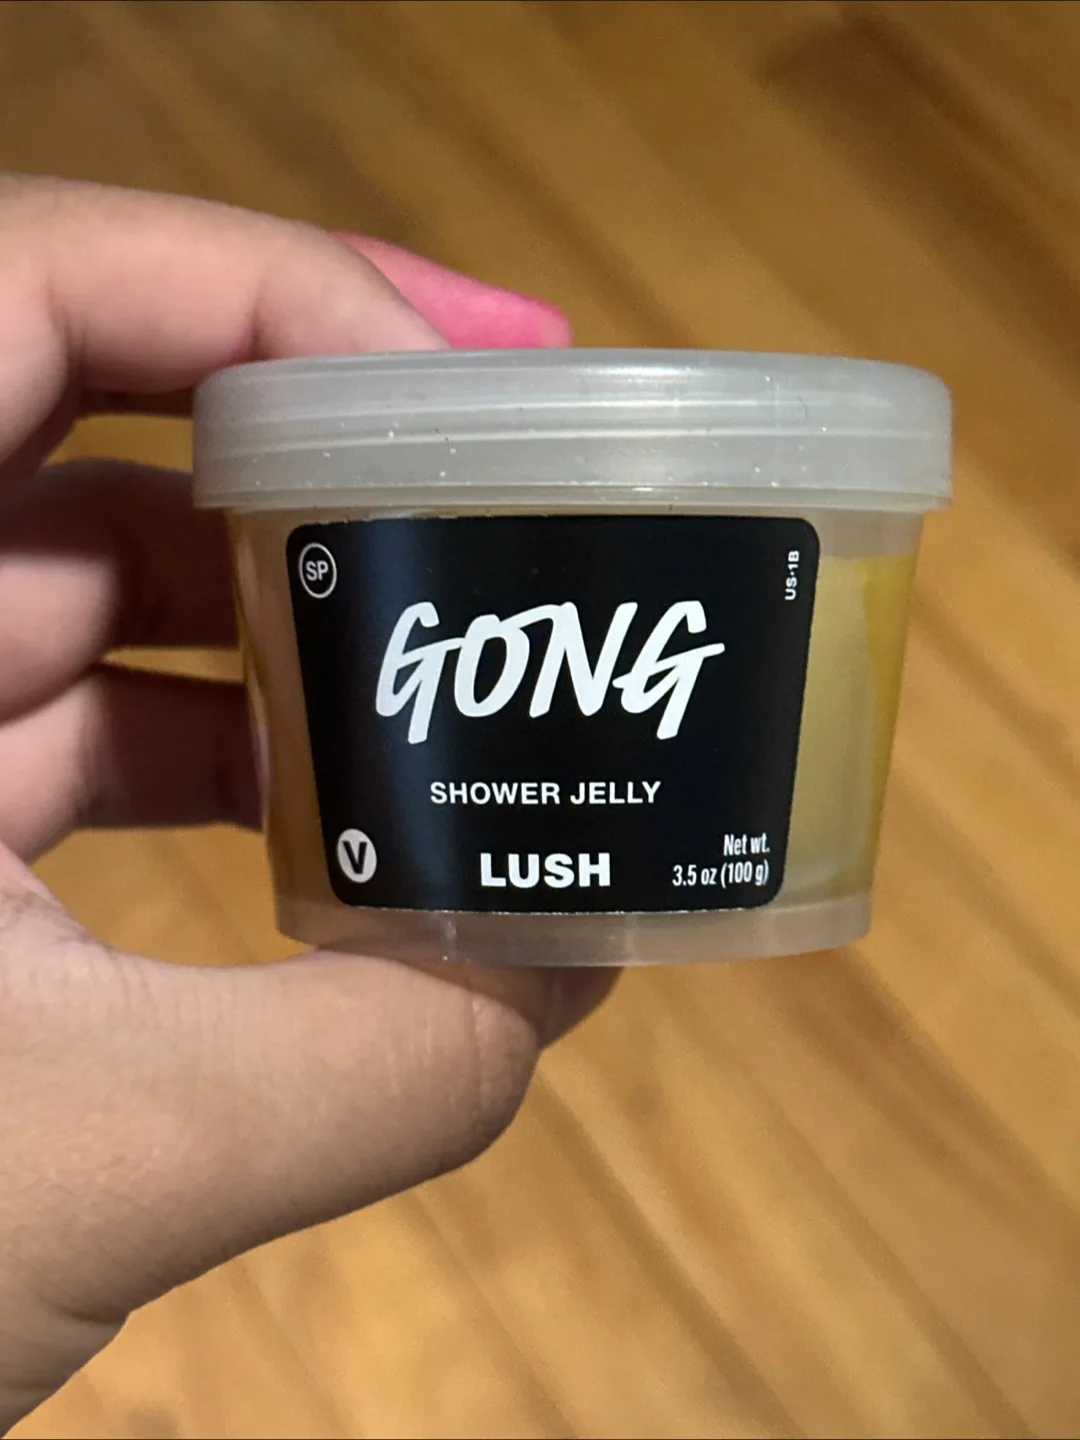 SP
US·1B
GONG
SHOWER JELLY
V
LUSH
Net wt.
3.5 oz (100 g)